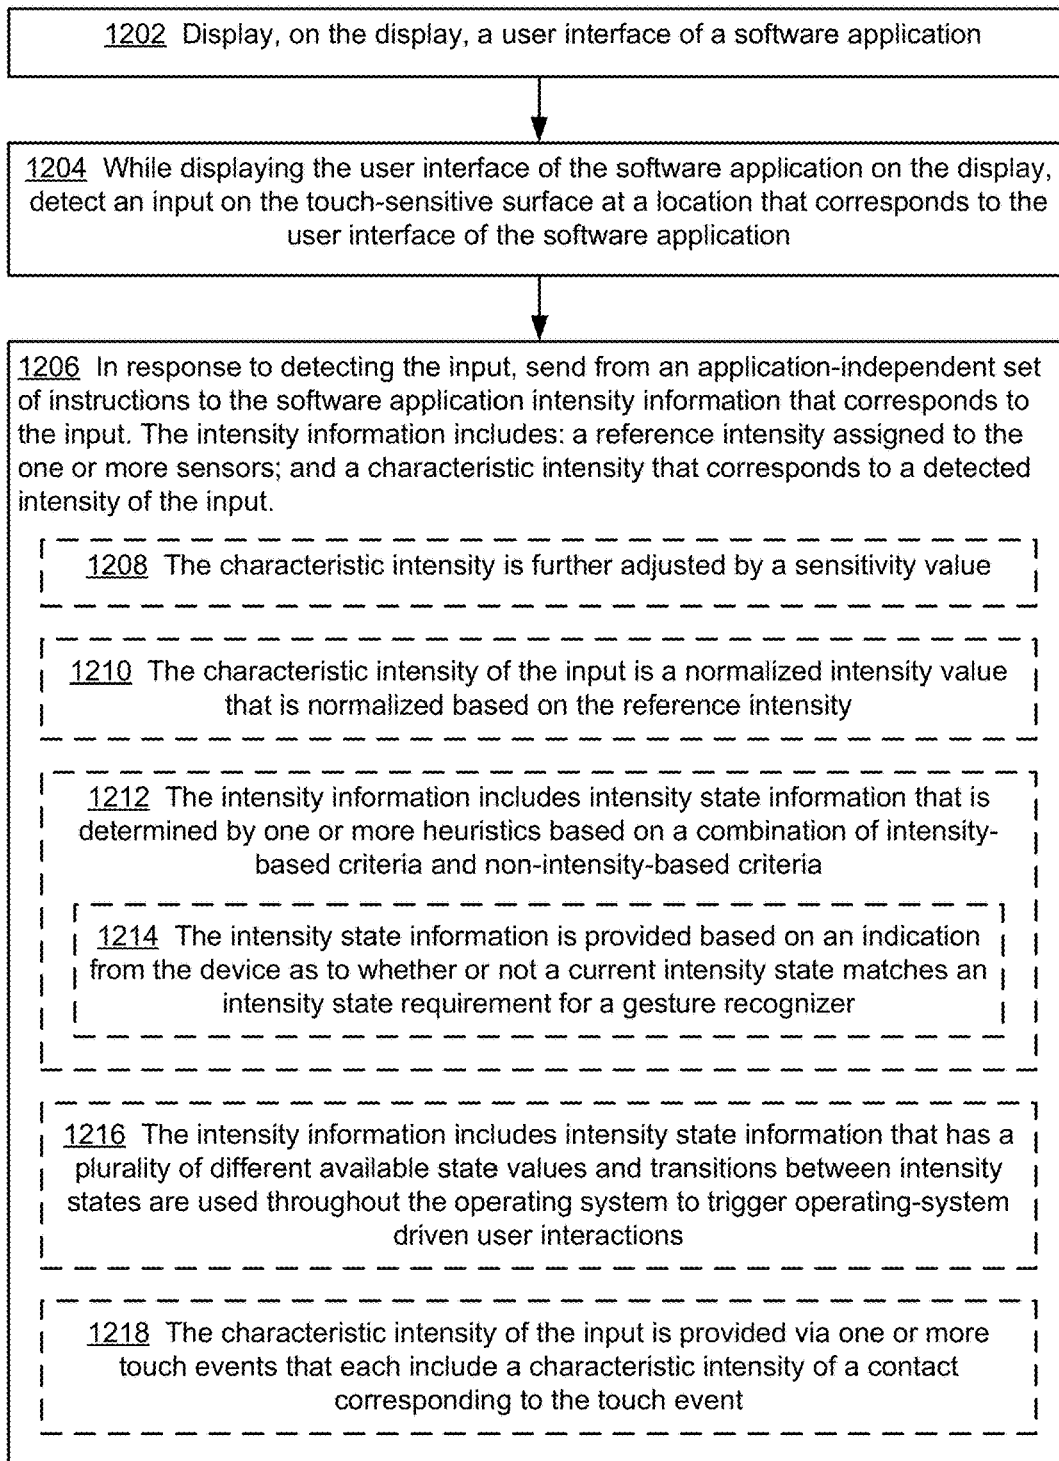 1202 Display, on the display, a user interface of a software application
1204 While displaying the user interface of the software application on the display,
detect an input on the touch-sensitive surface at a location that corresponds to the
user interface of the software application
1206 In response to detecting the input, send from an application-independent set
of instructions to the software application intensity information that corresponds to
the input. The intensity information includes: a reference intensity assigned to the
one or more sensors; and a characteristic intensity that corresponds to a detected
intensity of the input.
1208 The characteristic intensity is further adjusted by a sensitivity value
1210 The characteristic intensity of the input is a normalized intensity value
that is normalized based on the reference intensity
1212 The intensity information includes intensity state information that is
determined by one or more heuristics based on a combination of intensity-
based criteria and non-intensity-based criteria
1214 The intensity state information is provided based on an indication
from the device as to whether or not a current intensity state matches an
intensity state requirement for a gesture recognizer
1216 The intensity information includes intensity state information that has a
plurality of different available state values and transitions between intensity
states are used throughout the operating system to trigger operating-system
driven user interactions
1218 The characteristic intensity of the input is provided via one or more
touch events that each include a characteristic intensity of a contact
corresponding to the touch event